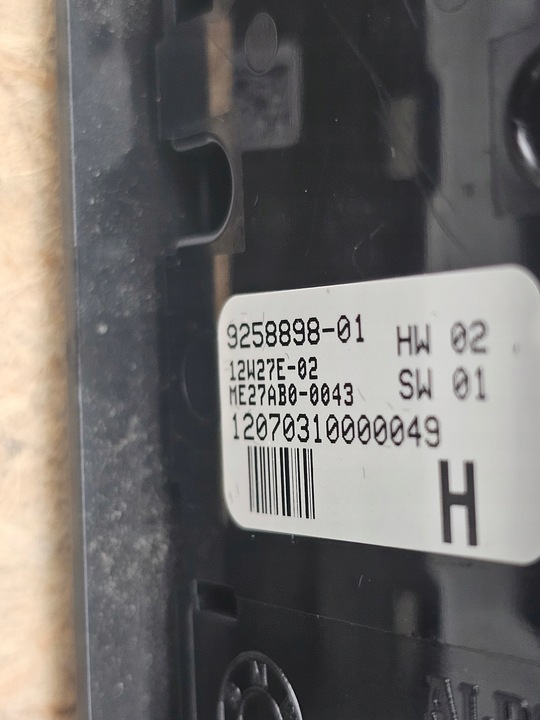 9258898-01 HW 02
12W27E-02
ME27AB0-0043 SW 01
12070310000049
H